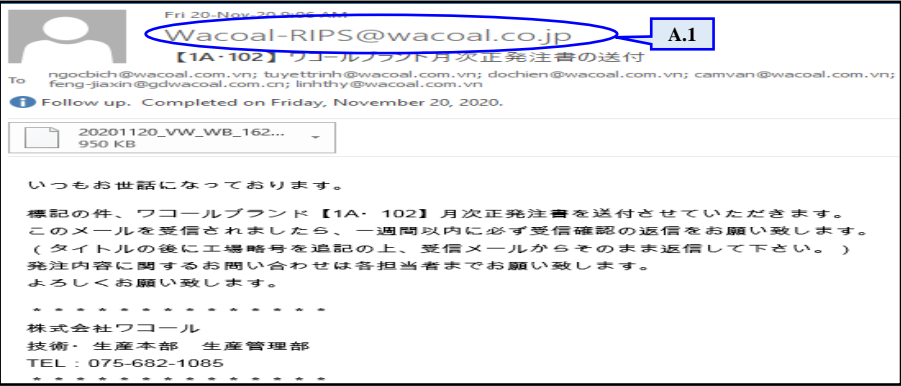 Fri 20-Nov-20 9:06 AM
Wacoal-RIPS@wacoal.co.jp
A.1
【1A・102】ワコールブランド月次正発注書の送付
To ngocbich@wacoal.com.vn; tuyettrinh@wacoal.com.vn; dochien@wacoal.com.vn; camvan@wacoal.com.vn;
feng-jiaxin@gdwacoal.com.cn; linhthy@wacoal.com.vn
Follow up. Completed on Friday, November 20, 2020.
20201120_VW_WB_162...
950 KB
いつもお世話になっております。
標記の件、ワコールブランド【1A・ 102】月次正発注書を送付させていただきます。
このメールを受信されましたら、一週間以内に必ず受信確認の返信をお願い致します。
(タイトルの後に工場略号を追記の上、受信メールからそのまま返信して下さい。)
発注内容に関するお問い合わせは各担当者までお願い致します。
よろしくお願い致します。
* * * * * * * * * * * * * *
株式会社ワコール
技術・生産本部 生産管理部
TEL:075-682-1085
* * * * * * * * * * * * * *